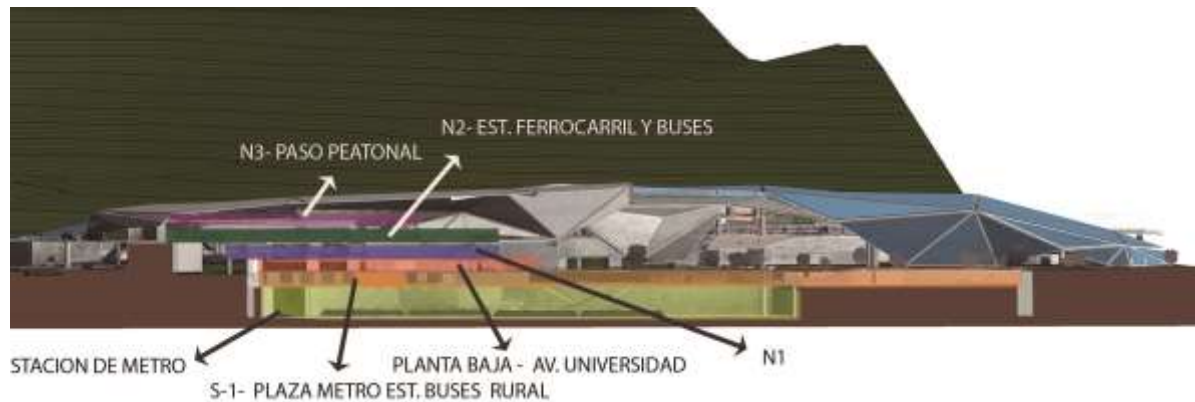 N2- EST. FERROCARRIL Y BUSES
N3- PASO PEATONAL
STACION DE METRO
PLANTA BAJA - AV. UNIVERSIDAD
N1
S-1- PLAZA METRO EST. BUSES RURAL